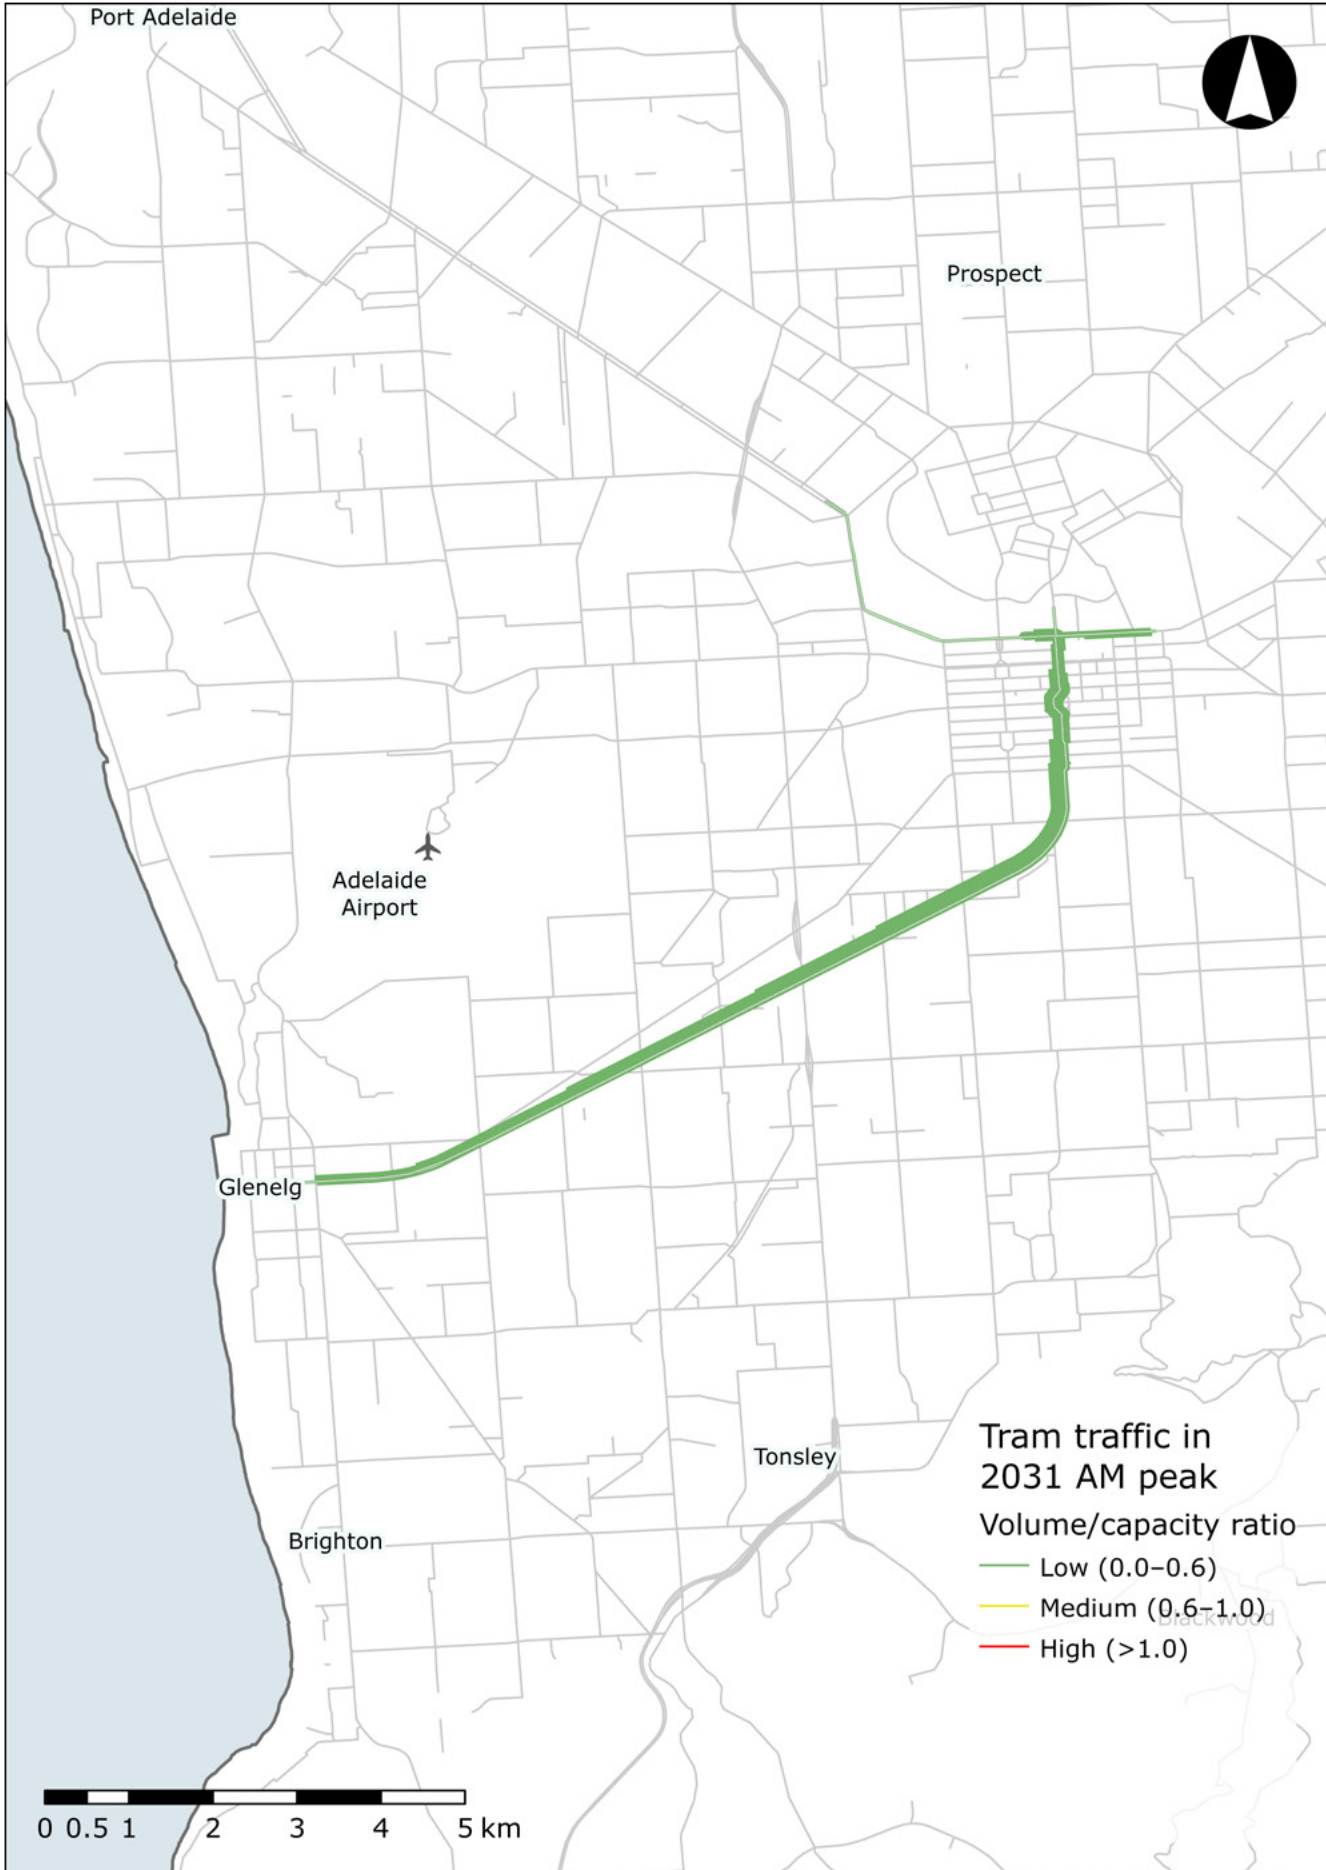 Port Adelaide
Prospect
Adelaide
Airport
Glenelg
Tonsley
Brighton
Tram traffic in
2031 AM peak
Volume/capacity ratio
Low (0.0–0.6)
Medium (0.6–1.0)
Blackwood
High (>1.0)
0 0.5 1 2 3 4 5 km